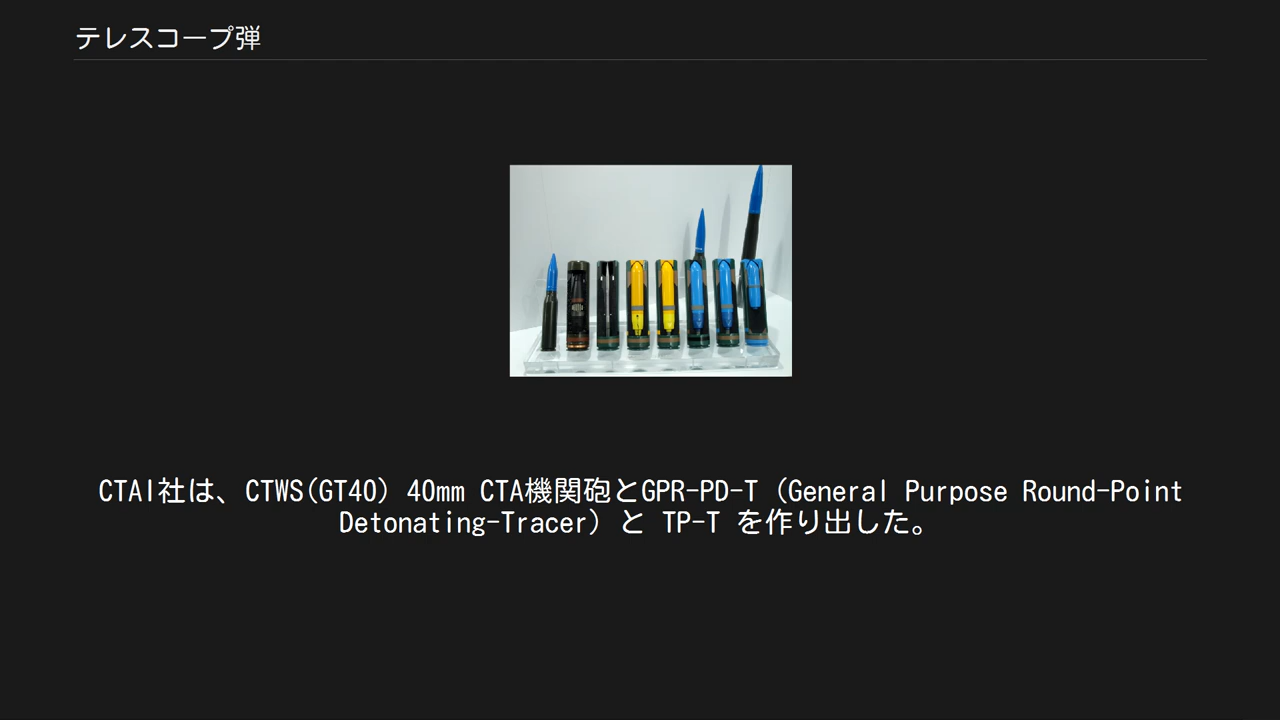 テレスコープ弾
CTAI社は、CTWS(GT40) 40mm CTA機関砲とGPR-PD-T (General Purpose Round-Point
Detonating-Tracer) と TP-T を作り出した。